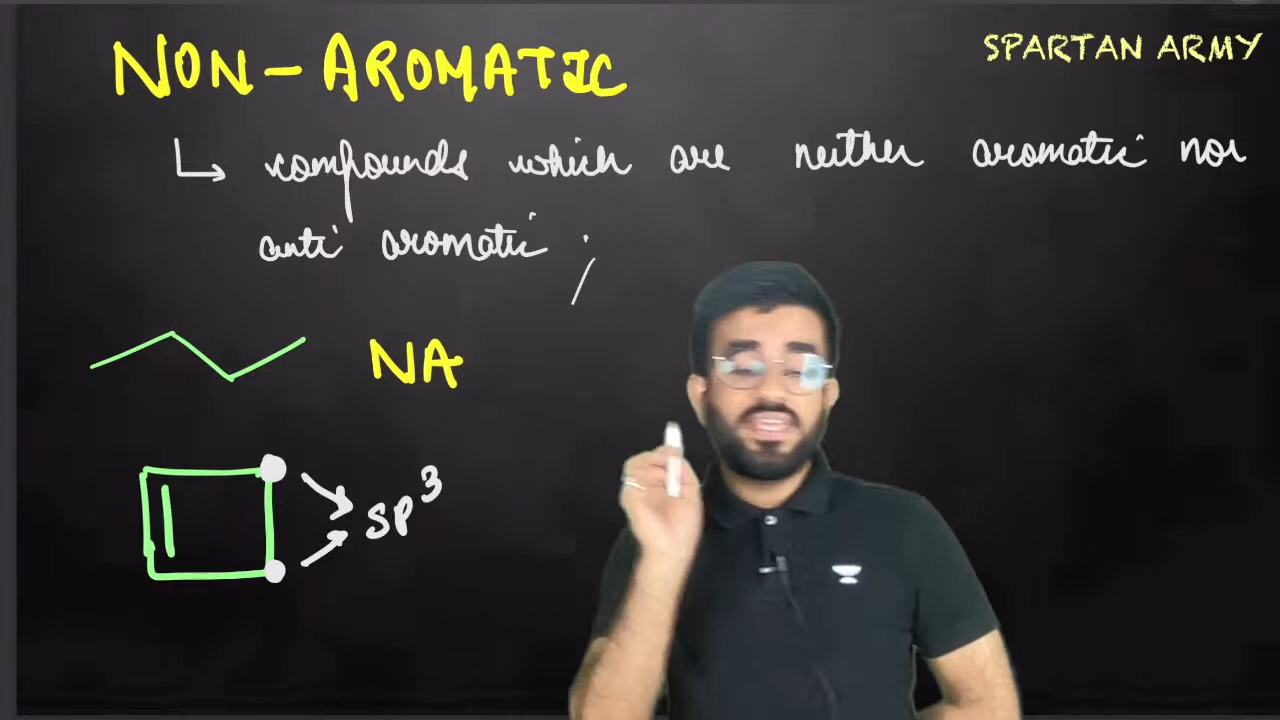 NON-AROMATIC
SPARTAN ARMY
↳ compounds which are neither aromatic nor
anti aromatic ;
NA
SP³